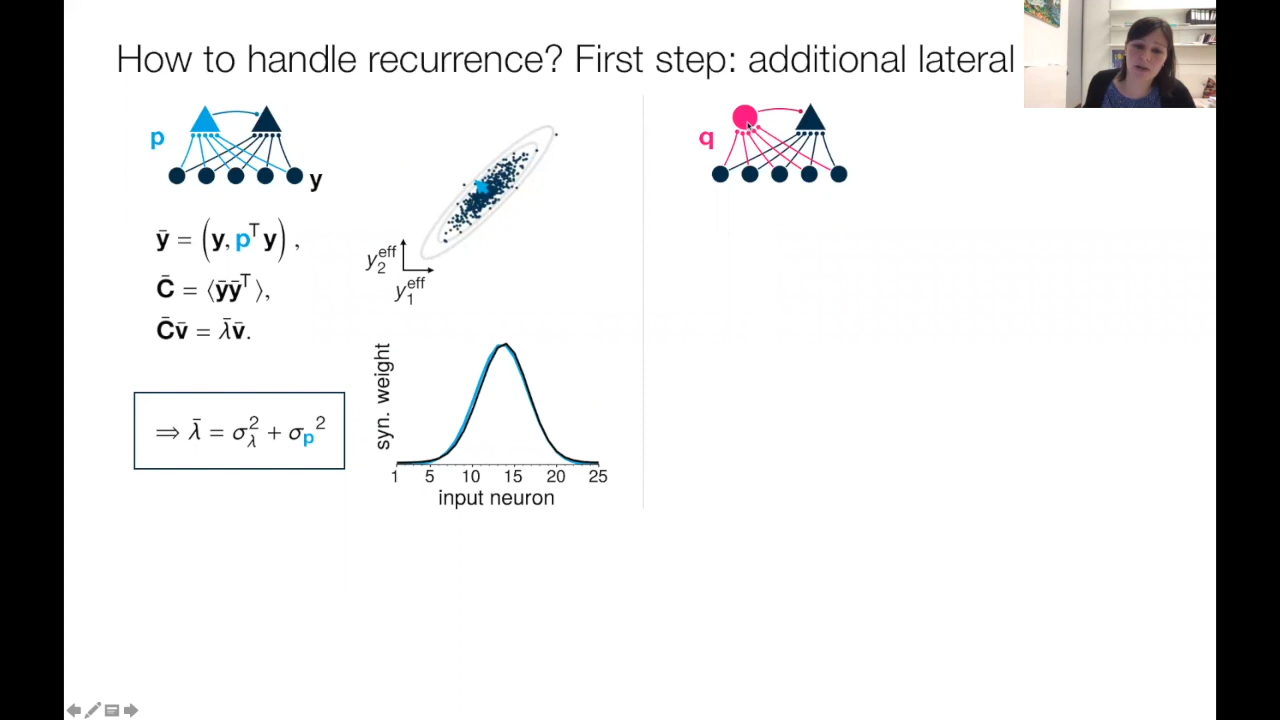 How to handle recurrence? First step: additional lateral
p
y
ȳ = (y, pᵀy) ,
C̄ = ⟨ȳȳᵀ⟩,
C̄v̄ = λ̄v̄.
⟹ λ̄ = σ²_λ + σ_p²
y₂^eff
y₁^eff
syn. weight
1 5 10 15 20 25
input neuron
q